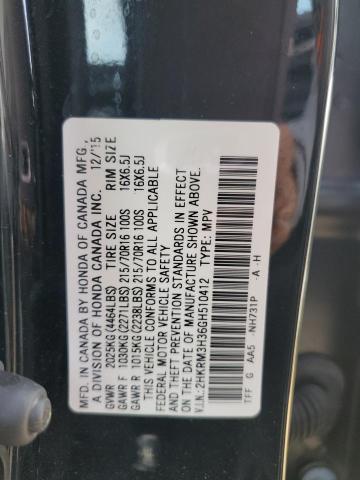 MFD. IN CANADA BY HONDA OF CANADA MFG.,
A DIVISION OF HONDA CANADA INC. 12/15
GVWR 2025KG (4464LBS) TIRE SIZE RIM SIZE
GAWR F 1030KG (2271LBS) 215/70R16 100S 16X6.5J
GAWR R 1015KG (2238LBS) 215/70R16 100S 16X6.5J
THIS VEHICLE CONFORMS TO ALL APPLICABLE
FEDERAL MOTOR VEHICLE SAFETY
AND THEFT PREVENTION STANDARDS IN EFFECT
ON THE DATE OF MANUFACTURE SHOWN ABOVE.
V.I.N.: 2HKRM3H36GH510412 TYPE: MPV
TFF G AA5 NH731P -A -H